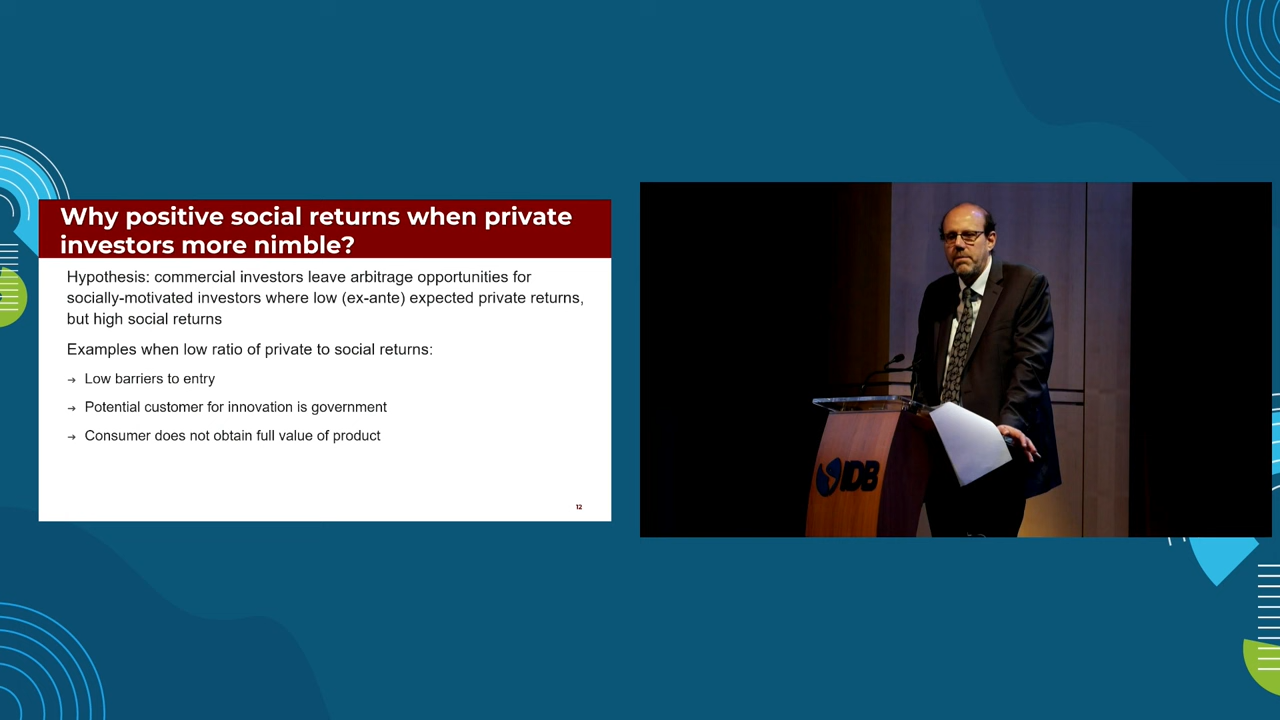 Why positive social returns when private
investors more nimble?
Hypothesis: commercial investors leave arbitrage opportunities for
socially-motivated investors where low (ex-ante) expected private returns,
but high social returns
Examples when low ratio of private to social returns:
➔ Low barriers to entry
➔ Potential customer for innovation is government
➔ Consumer does not obtain full value of product
12
IDB